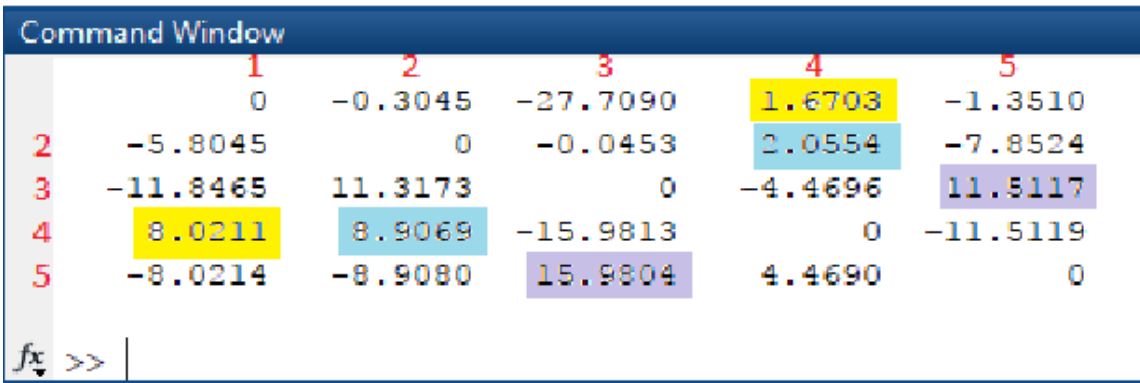 Command Window
1 2 3 4 5
0 -0.3045 -27.7090 1.6703 -1.3510
2 -5.8045 0 -0.0453 2.0554 -7.8524
3 -11.8465 11.3173 0 -4.4696 11.5117
4 8.0211 8.9069 -15.9813 0 -11.5119
5 -8.0214 -8.9080 15.9804 4.4690 0
fx >>